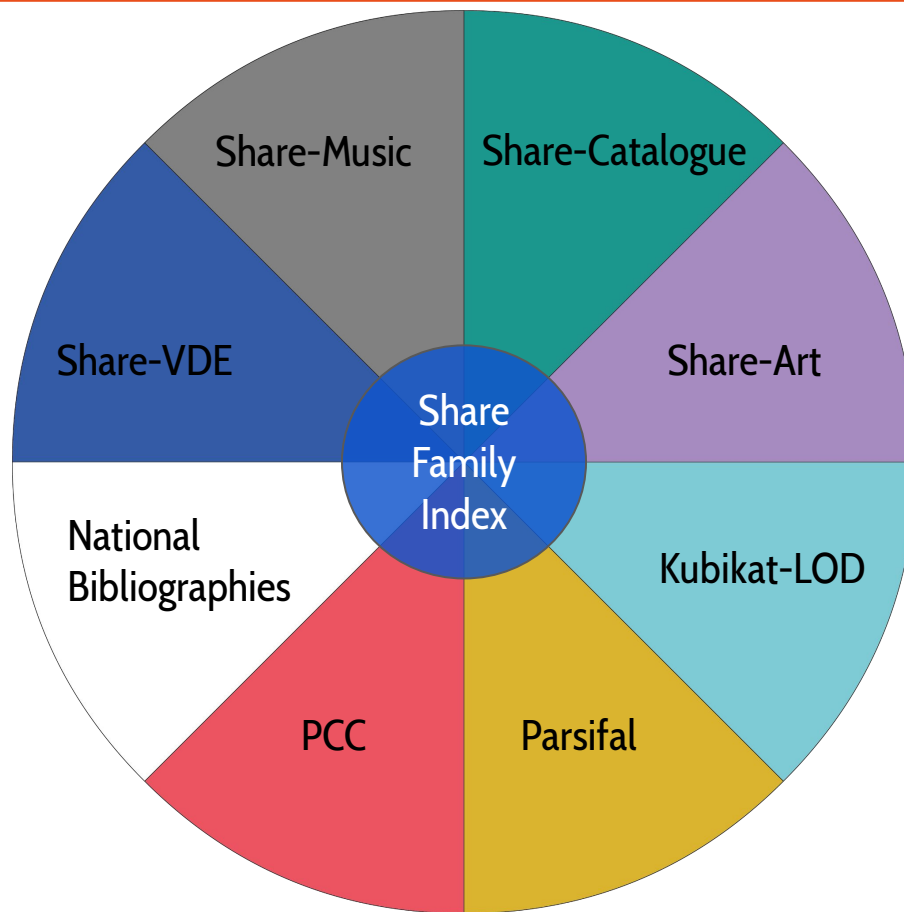 Share-Music
Share-Catalogue
Share-VDE
Share-Art
Share
Family
Index
National
Bibliographies
Kubikat-LOD
PCC
Parsifal